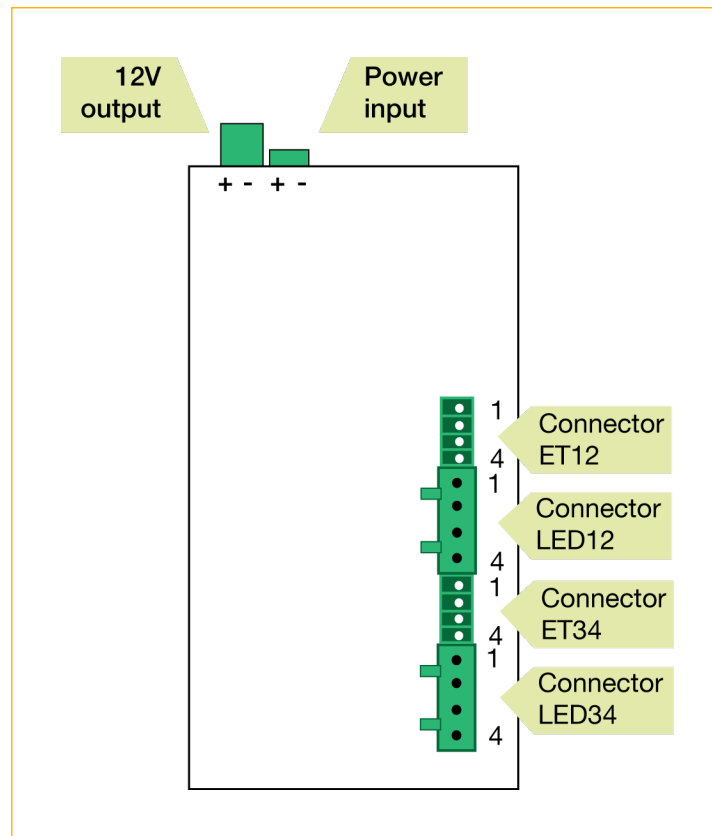 12V
output
Power
input
+ - + -
1
Connector
ET12
4
1
Connector
LED12
4
1
Connector
ET34
4
1
Connector
LED34
4